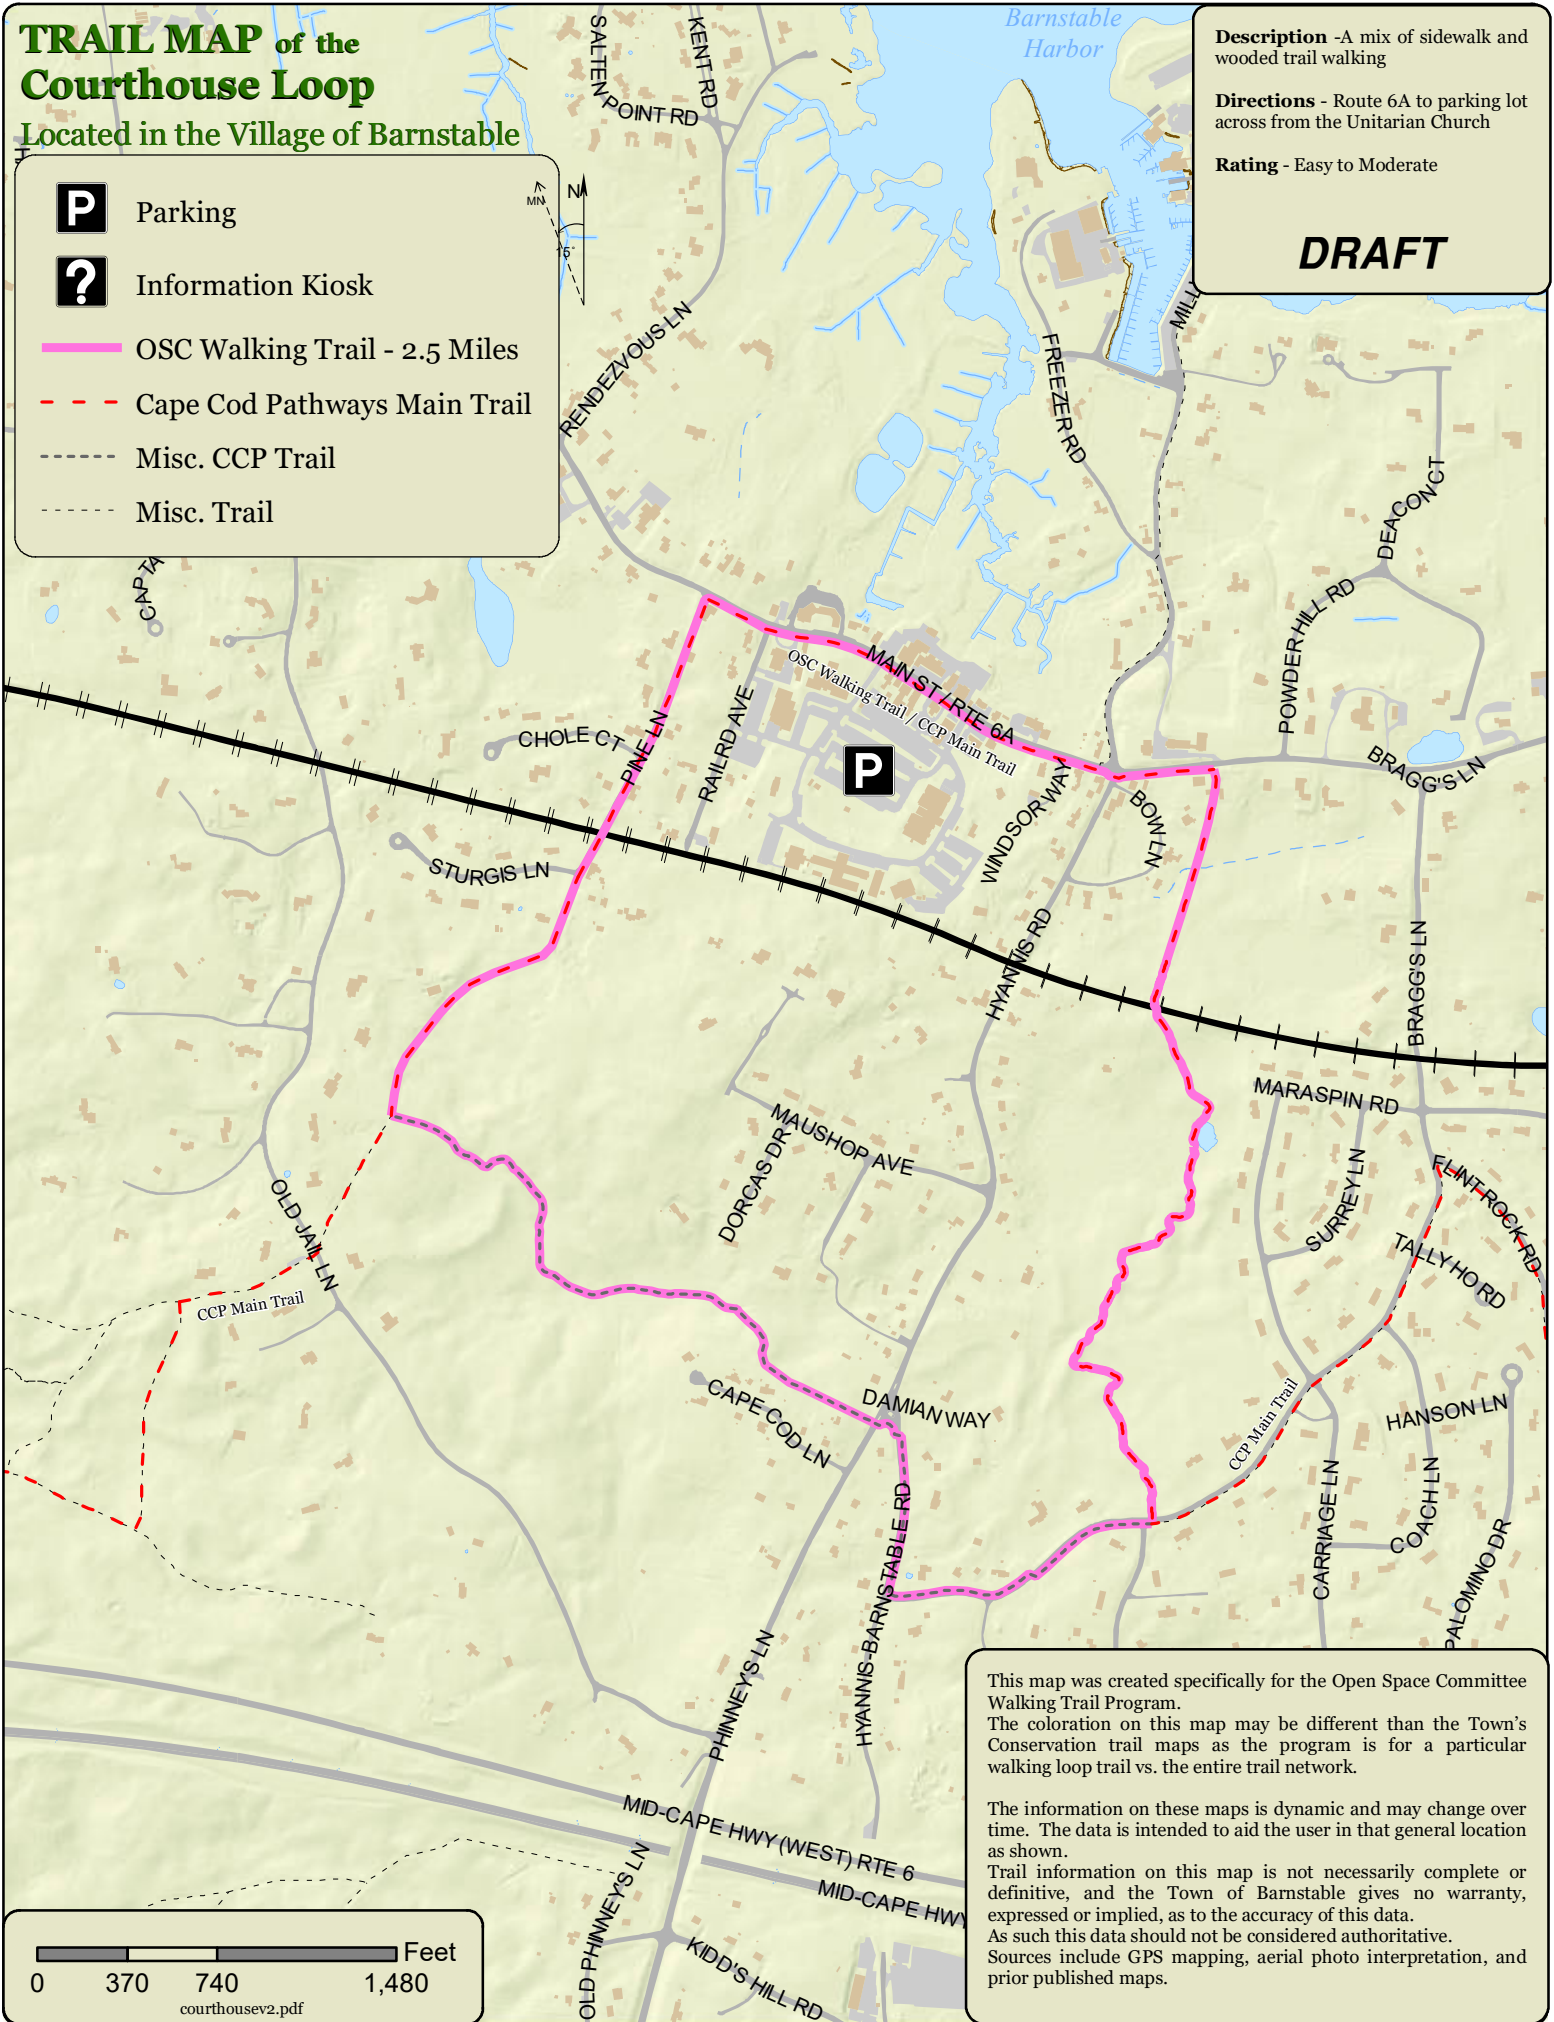 TRAIL MAP of the
Courthouse Loop
Located in the Village of Barnstable
P Parking
? Information Kiosk
OSC Walking Trail - 2.5 Miles
Cape Cod Pathways Main Trail
Misc. CCP Trail
Misc. Trail
N
MN
15°
Barnstable
Harbor
Description -A mix of sidewalk and
wooded trail walking
Directions - Route 6A to parking lot
across from the Unitarian Church
Rating - Easy to Moderate
DRAFT
SALTEN
POINT RD
KENT RD
RENDEZVOUS LN
FREEZER RD
MILL
DEACON CT
POWDER HILL RD
BRAGG'S LN
CAPTA
MAIN ST / RTE 6A
OSC Walking Trail / CCP Main Trail
CHOLE CT
PINE LN
RAILRD AVE
P
WINDSOR WAY
BOW LN
STURGIS LN
HYANNIS RD
BRAGG'S LN
MARASPIN RD
MAUSHOP AVE
DORCAS DR
SURREY LN
FLINT ROCK RD
TALLY HO RD
OLD JAIL LN
CCP Main Trail
CAPE COD LN
DAMIAN WAY
CCP Main Trail
HANSON LN
HYANNIS-BARNSTABLE RD
CARRIAGE LN
COACH LN
PALOMINO DR
PHINNEY'S LN
MID-CAPE HWY (WEST) RTE 6
MID-CAPE HWY
OLD PHINNEY'S LN
KIDD'S HILL RD
This map was created specifically for the Open Space Committee
Walking Trail Program.
The coloration on this map may be different than the Town's
Conservation trail maps as the program is for a particular
walking loop trail vs. the entire trail network.
The information on these maps is dynamic and may change over
time. The data is intended to aid the user in that general location
as shown.
Trail information on this map is not necessarily complete or
definitive, and the Town of Barnstable gives no warranty,
expressed or implied, as to the accuracy of this data.
As such this data should not be considered authoritative.
Sources include GPS mapping, aerial photo interpretation, and
prior published maps.
Feet
0 370 740 1,480
courthousev2.pdf